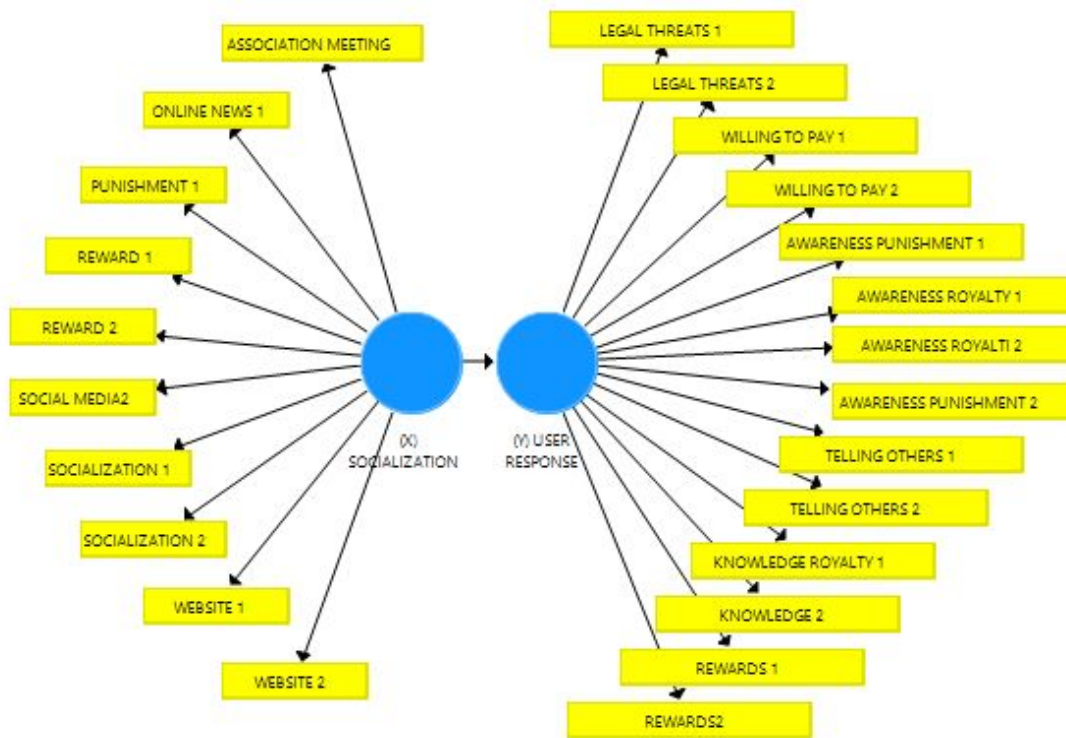 ASSOCIATION MEETING
ONLINE NEWS 1
PUNISHMENT 1
REWARD 1
REWARD 2
SOCIAL MEDIA2
SOCIALIZATION 1
SOCIALIZATION 2
WEBSITE 1
WEBSITE 2
(X)
SOCIALIZATION
(Y) USER
RESPONSE
LEGAL THREATS 1
LEGAL THREATS 2
WILLING TO PAY 1
WILLING TO PAY 2
AWARENESS PUNISHMENT 1
AWARENESS ROYALTY 1
AWARENESS ROYALTI 2
AWARENESS PUNISHMENT 2
TELLING OTHERS 1
TELLING OTHERS 2
KNOWLEDGE ROYALTY 1
KNOWLEDGE 2
REWARDS 1
REWARDS2